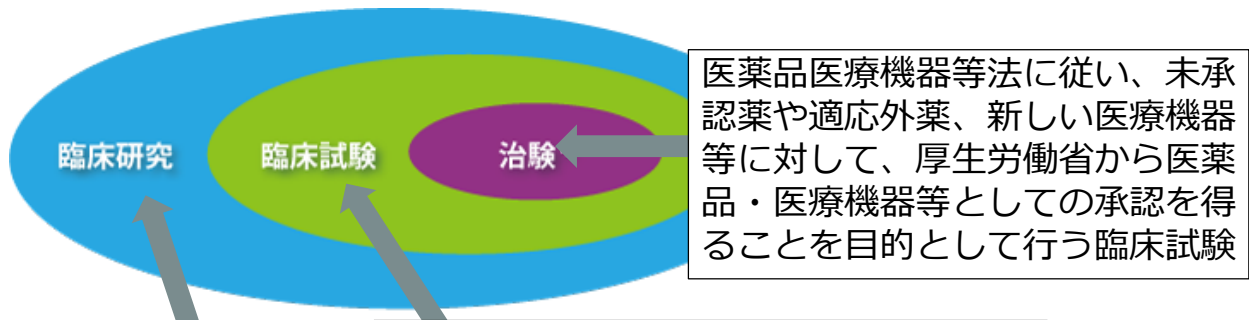 臨床研究
臨床試験
治験
医薬品医療機器等法に従い、未承
認薬や適応外薬、新しい医療機器
等に対して、厚生労働省から医薬
品・医療機器等としての承認を得
ることを目的として行う臨床試験